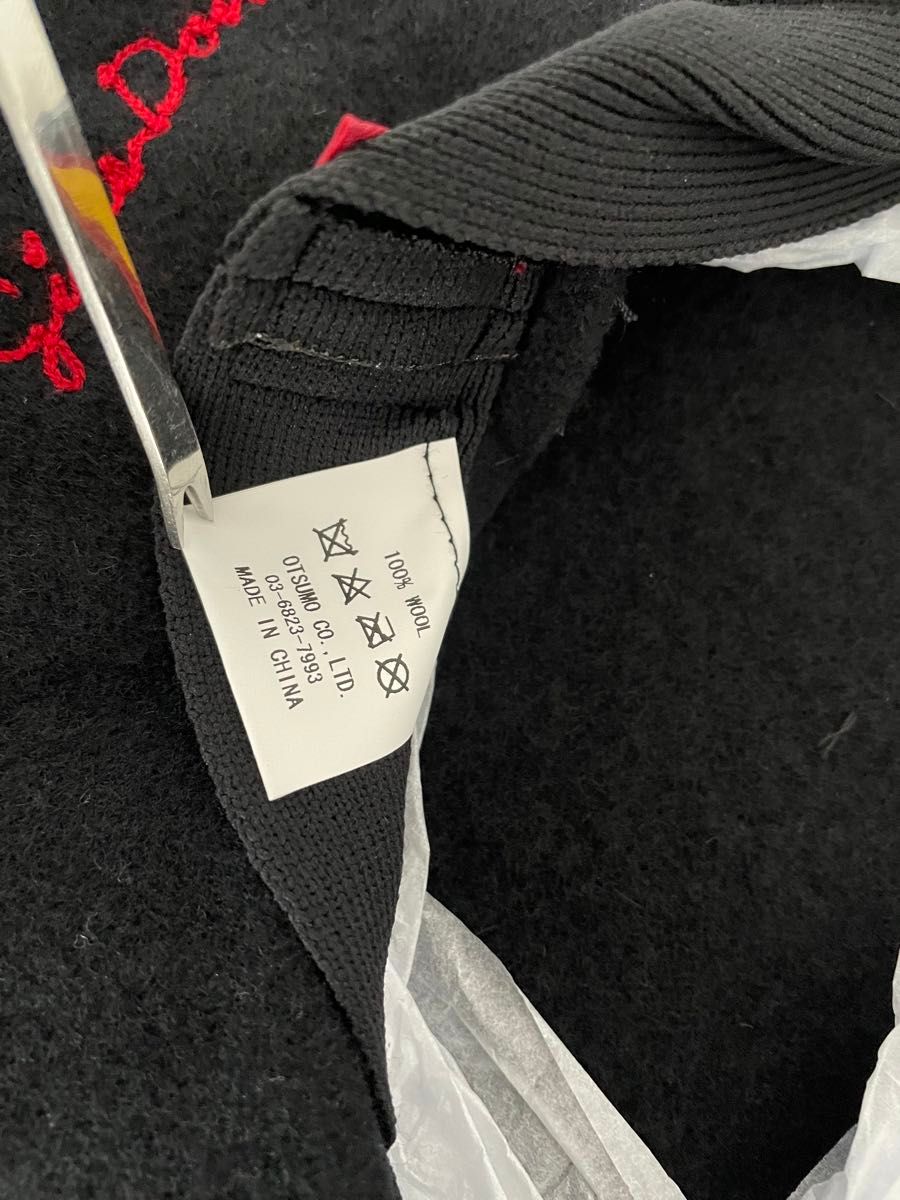 100% WOOL
OTSUMO CO.,LTD.
03-6823-7993
MADE IN CHINA